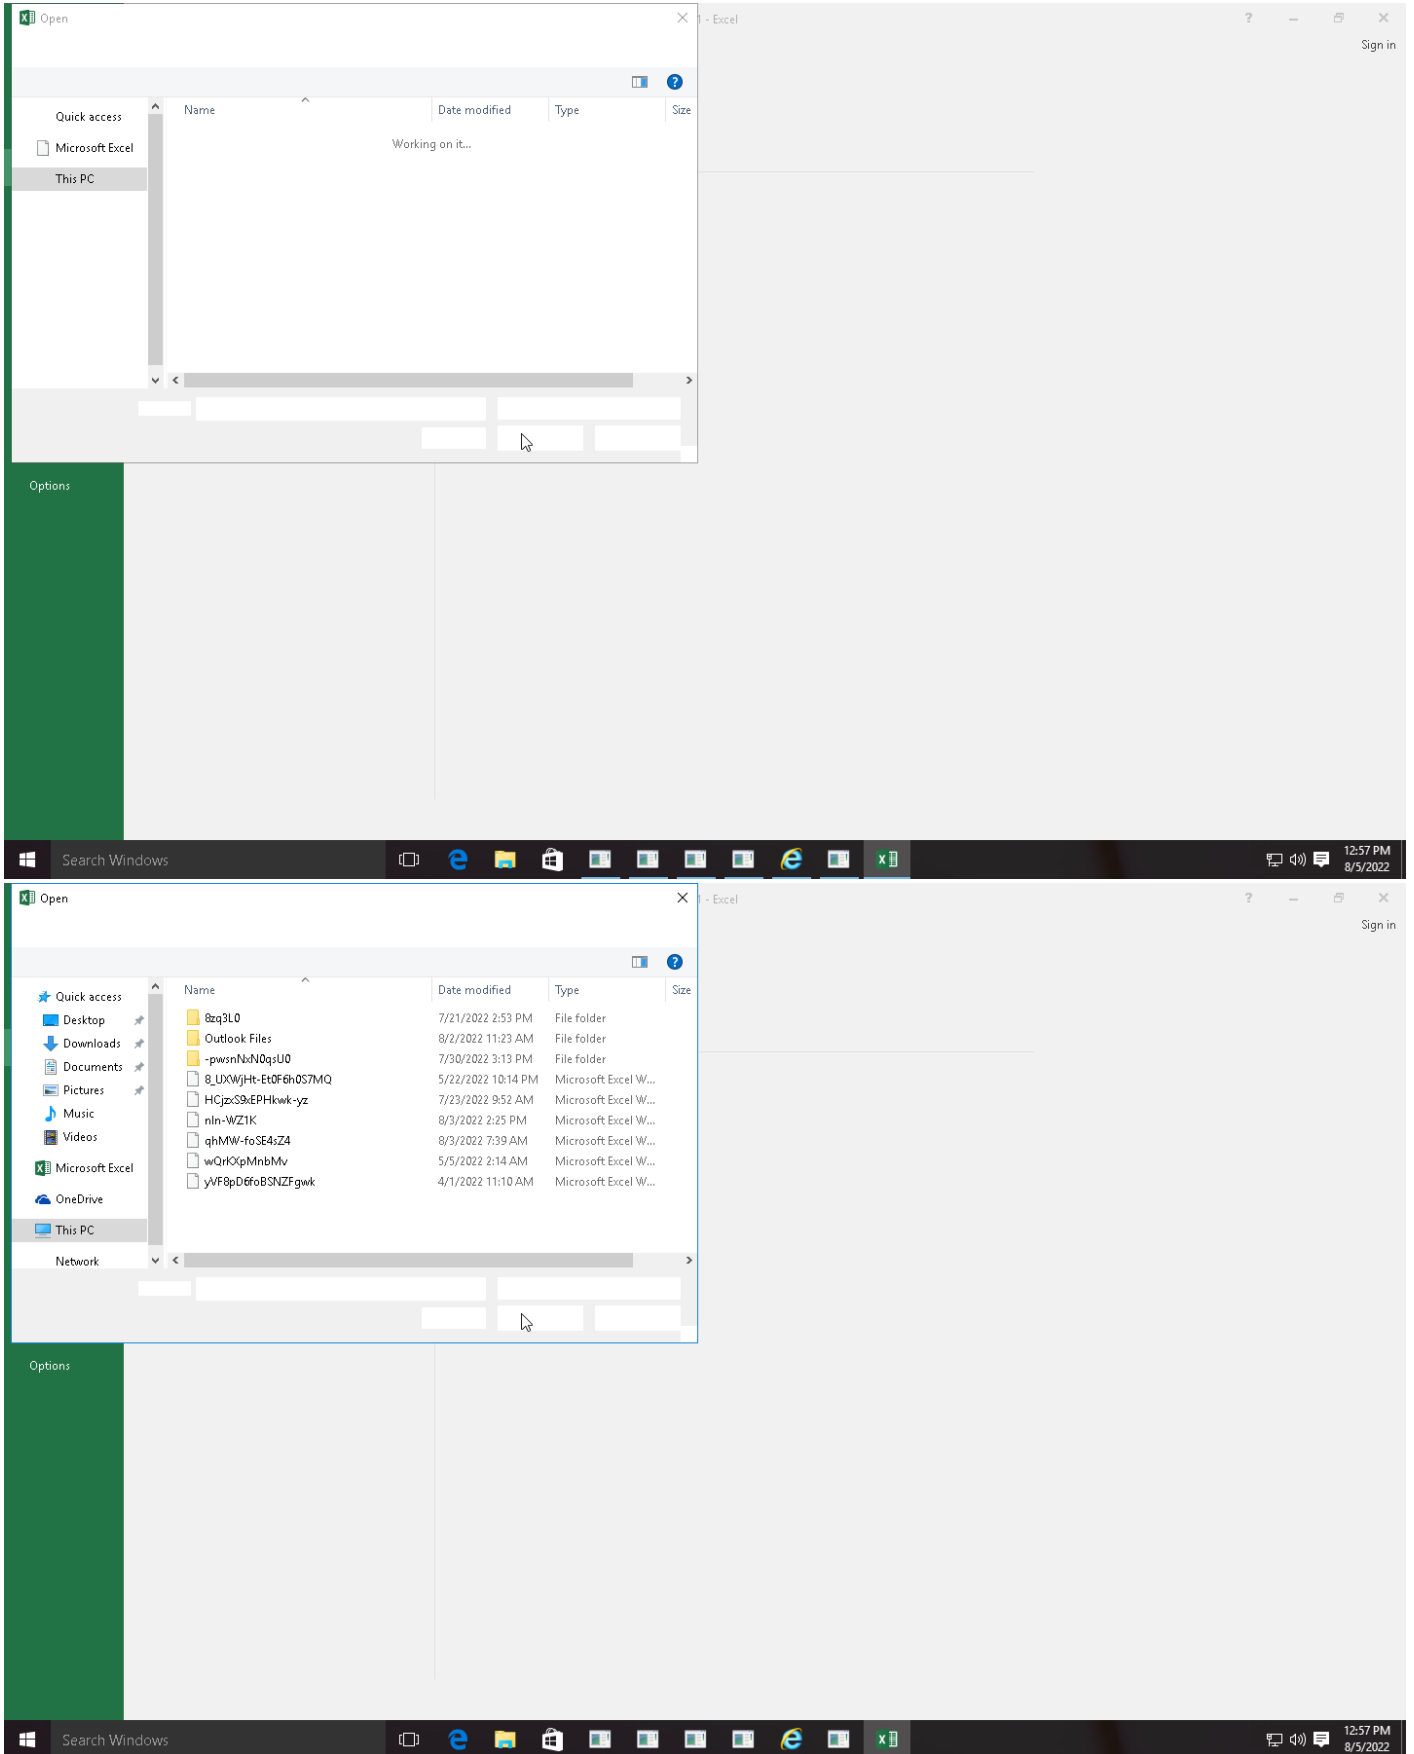 Open
1 - Excel
?
Sign in
?
Quick access
Microsoft Excel
This PC
Name
Date modified
Type
Size
Working on it...
Options
Search Windows
12:57 PM
8/5/2022
Open
1 - Excel
?
Sign in
?
Quick access
Desktop
Downloads
Documents
Pictures
Music
Videos
Microsoft Excel
OneDrive
This PC
Network
Name Date modified Type Size
8zq3L0 7/21/2022 2:53 PM File folder
Outlook Files 8/2/2022 11:23 AM File folder
-pwsnNxN0qsU0 7/30/2022 3:13 PM File folder
8_UXWjHt-Et0F6h0S7MQ 5/22/2022 10:14 PM Microsoft Excel W...
HCjzxS9xEPHkwk-yz 7/23/2022 9:52 AM Microsoft Excel W...
8/3/2022 2:25 PM Microsoft Excel W...
qhMW-foSE4sZ4 8/3/2022 7:39 AM Microsoft Excel W...
wQrKXpMnbMv 5/5/2022 2:14 AM Microsoft Excel W...
yVF8pD6foBSNZFgwk 4/1/2022 11:10 AM Microsoft Excel W...
Options
Search Windows
12:57 PM
8/5/2022